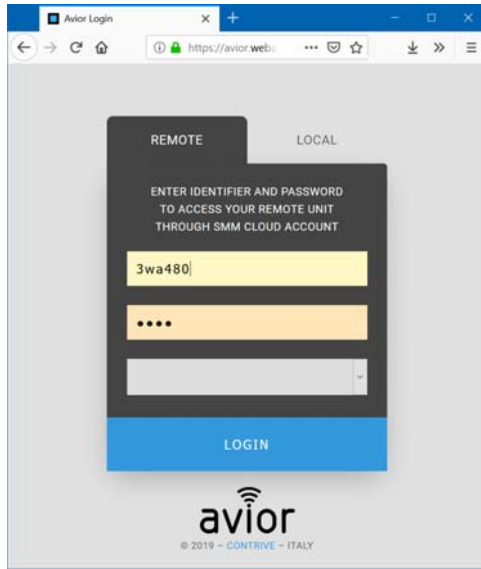 Avior Login
https://avior.web
REMOTE
LOCAL
ENTER IDENTIFIER AND PASSWORD
TO ACCESS YOUR REMOTE UNIT
THROUGH SMM CLOUD ACCOUNT
3wa480
••••
LOGIN
avior
© 2019 – CONTRIVE – ITALY